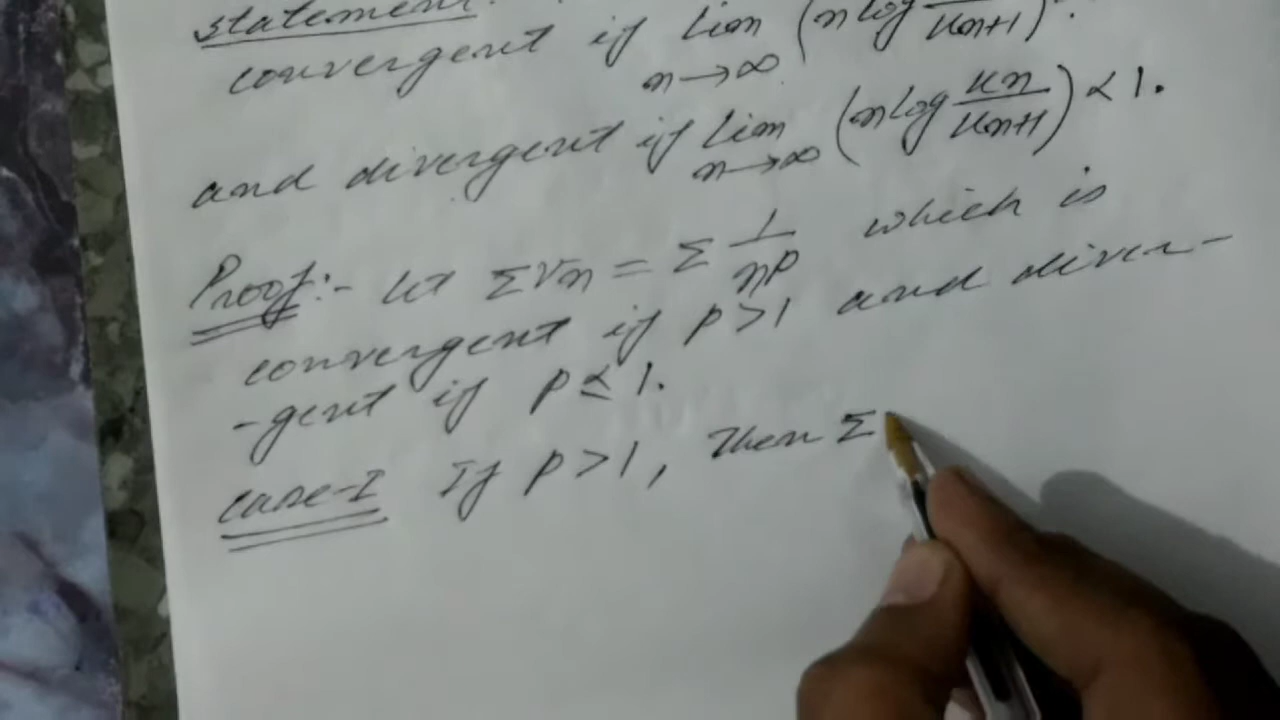 statement:
convergent if lim n→∞ (n log un/un+1)
and divergent if lim n→∞ (n log un/un+1) < 1.
Proof:- let Σvn = Σ 1/n^p which is
convergent if p>1 and diver-
-gent if p ≤ 1.
case-I If p>1, Then Σ